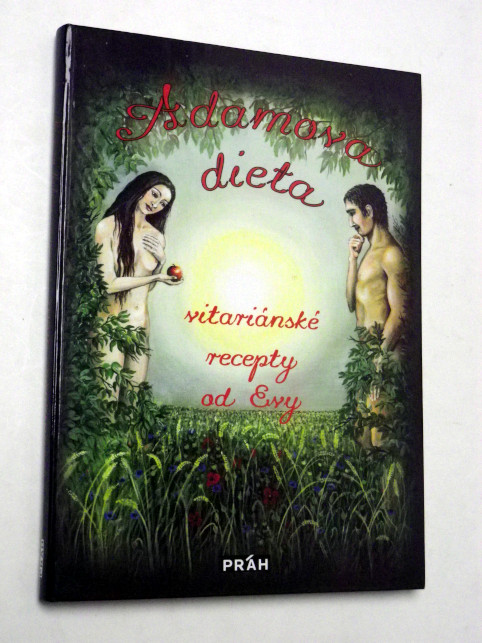 Adamova
dieta
vitariánské
recepty
od Evy
PRÁH